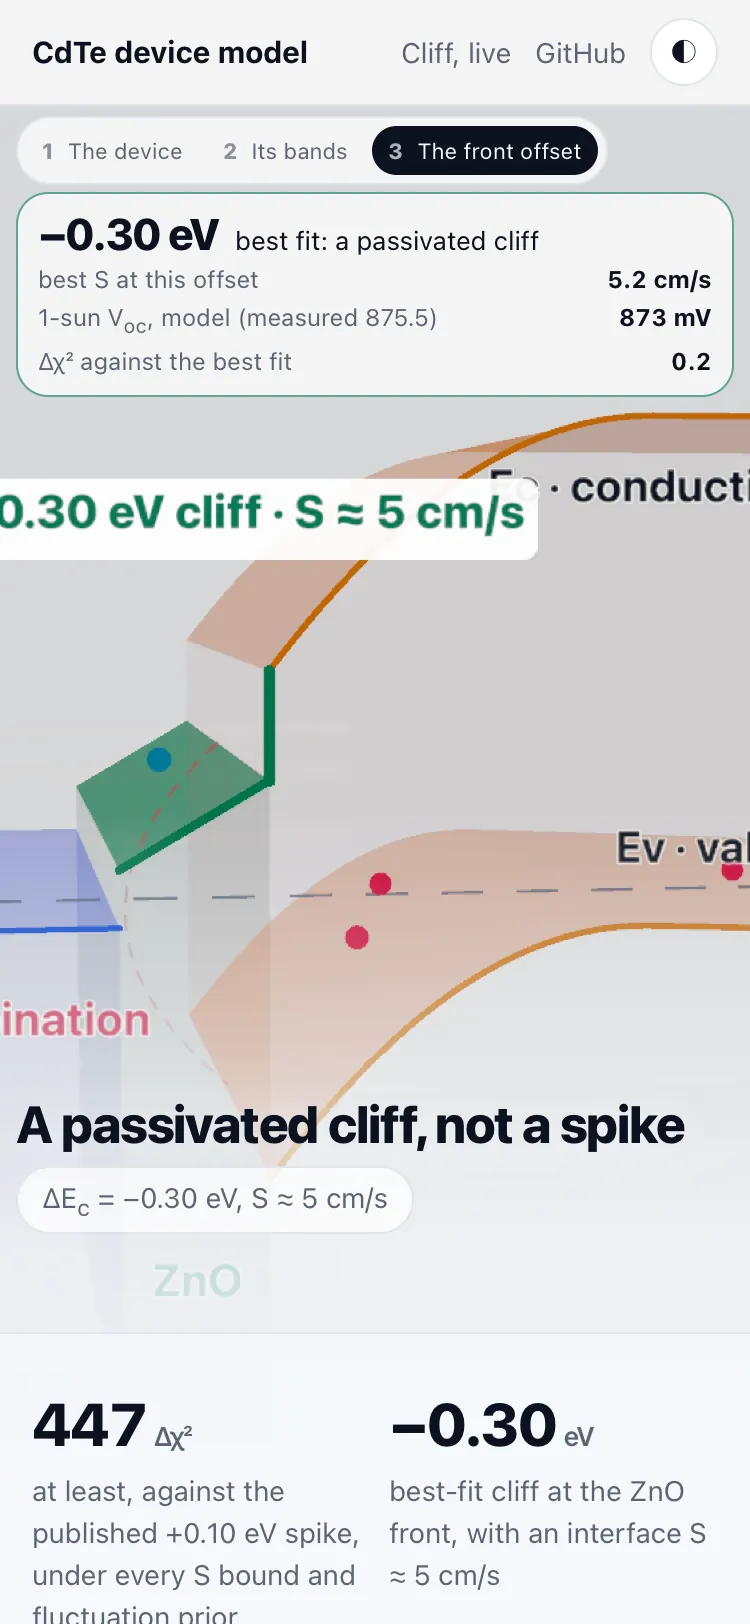 CdTe device model Cliff, live GitHub
1 The device 2 Its bands 3 The front offset
−0.30 eV best fit: a passivated cliff
best S at this offset 5.2 cm/s
1-sun Voc, model (measured 875.5) 873 mV
Δχ² against the best fit 0.2
Ec · conducti
0.30 eV cliff · S ≈ 5 cm/s
Ev · val
ination
A passivated cliff, not a spike
ΔEc = −0.30 eV, S ≈ 5 cm/s
ZnO
447 Δχ²
at least, against the
published +0.10 eV spike,
under every S bound and
fluctuation prior
−0.30 eV
best-fit cliff at the ZnO
front, with an interface S
≈ 5 cm/s